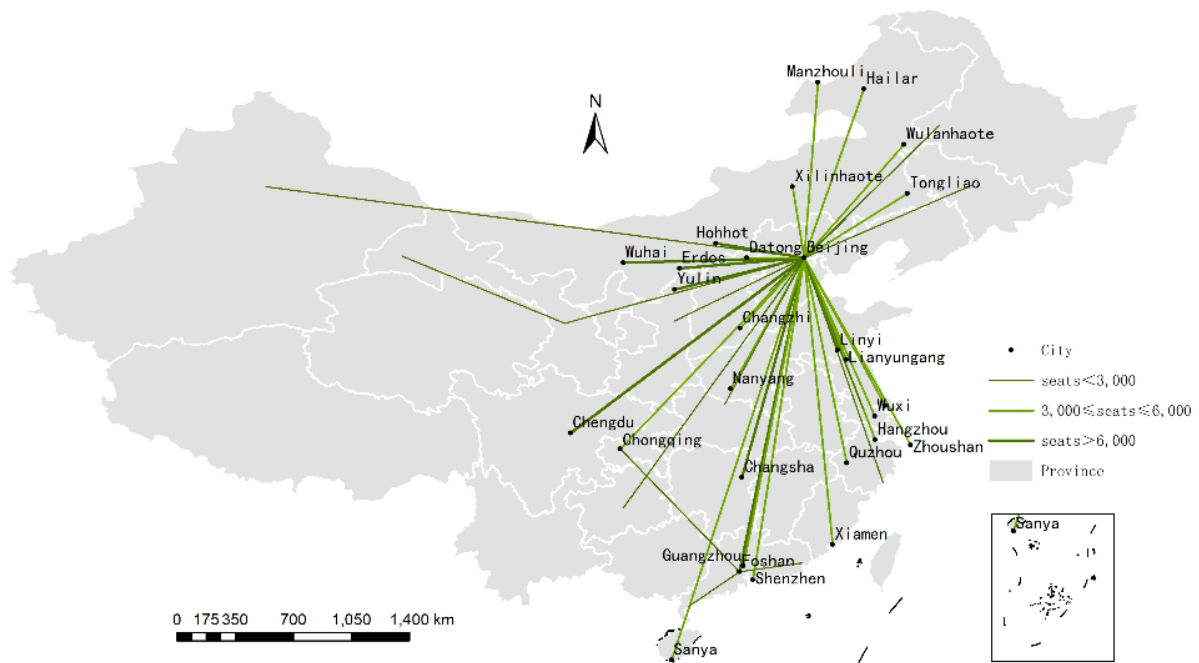 Manzhouli
Hailar
N
Wulanhaote
Xilinhaote
Tongliao
Hohhot
Datong
Beijing
Wuhai
Erdos
Yulin
Changzhi
Linyi
Lianyungang
City
Nanyang
seats<3,000
Wuxi
3,000≤seats≤6,000
Chengdu
Hangzhou
Chongqing
Zhoushan
seats>6,000
Quzhou
Changsha
Province
Sanya
Xiamen
Guangzhou
Foshan
Shenzhen
0 175 350 700 1,050 1,400 km
Sanya